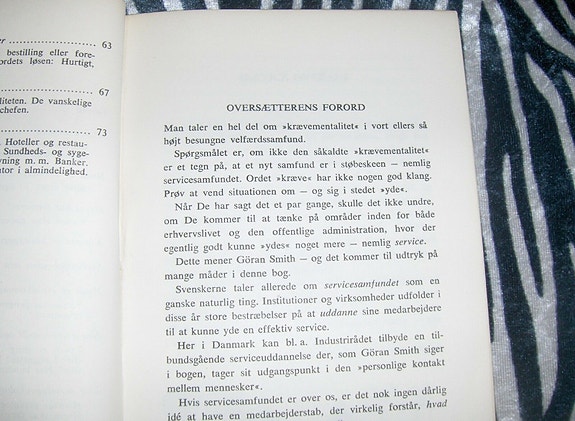 63
bestilling eller fore-
ordets løsen: Hurtigt,
67
liteten. De vanskelige
chefen.
73
Hoteller og restau-
Sundheds- og syge-
vning m. m. Banker.
tor i almindelighed.
OVERSÆTTERENS FORORD
Man taler en hel del om »krævementalitet« i vort ellers så
højt besungne velfærdssamfund.
Spørgsmålet er, om ikke den såkaldte »krævementalitet«
er et tegn på, at et nyt samfund er i støbeskeen – nemlig
servicesamfundet. Ordet »kræve« har ikke nogen god klang.
Prøv at vend situationen om – og sig i stedet »yde«.
Når De har sagt det et par gange, skulle det ikke undre,
om De kommer til at tænke på områder inden for både
erhvervslivet og den offentlige administration, hvor der
egentlig godt kunne »ydes« noget mere – nemlig service.
Dette mener Göran Smith – og det kommer til udtryk på
mange måder i denne bog.
Svenskerne taler allerede om servicesamfundet som en
ganske naturlig ting. Institutioner og virksomheder udfolder i
disse år store bestræbelser på at uddanne sine medarbejdere
til at kunne yde en effektiv service.
Her i Danmark kan bl. a. Industrirådet tilbyde en til-
bundsgående serviceuddannelse der, som Göran Smith siger
i bogen, tager sit udgangspunkt i den »personlige kontakt
mellem mennesker«.
Hvis servicesamfundet er over os, er det nok ingen dårlig
idé at have en medarbejderstab, der virkelig forstår, hvad